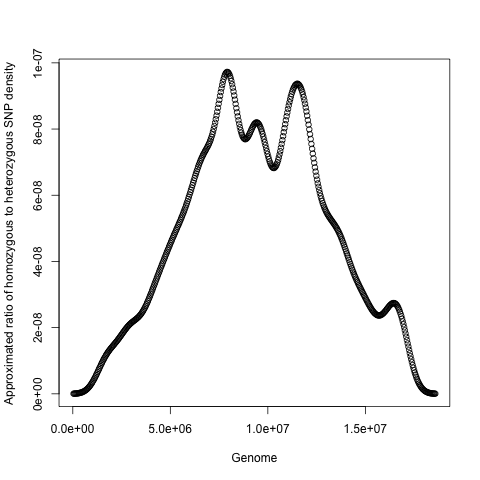 Approximated ratio of homozygous to heterozygous SNP density
1e-07
8e-08
6e-08
4e-08
2e-08
0e+00
0.0e+00 5.0e+06 1.0e+07 1.5e+07
Genome